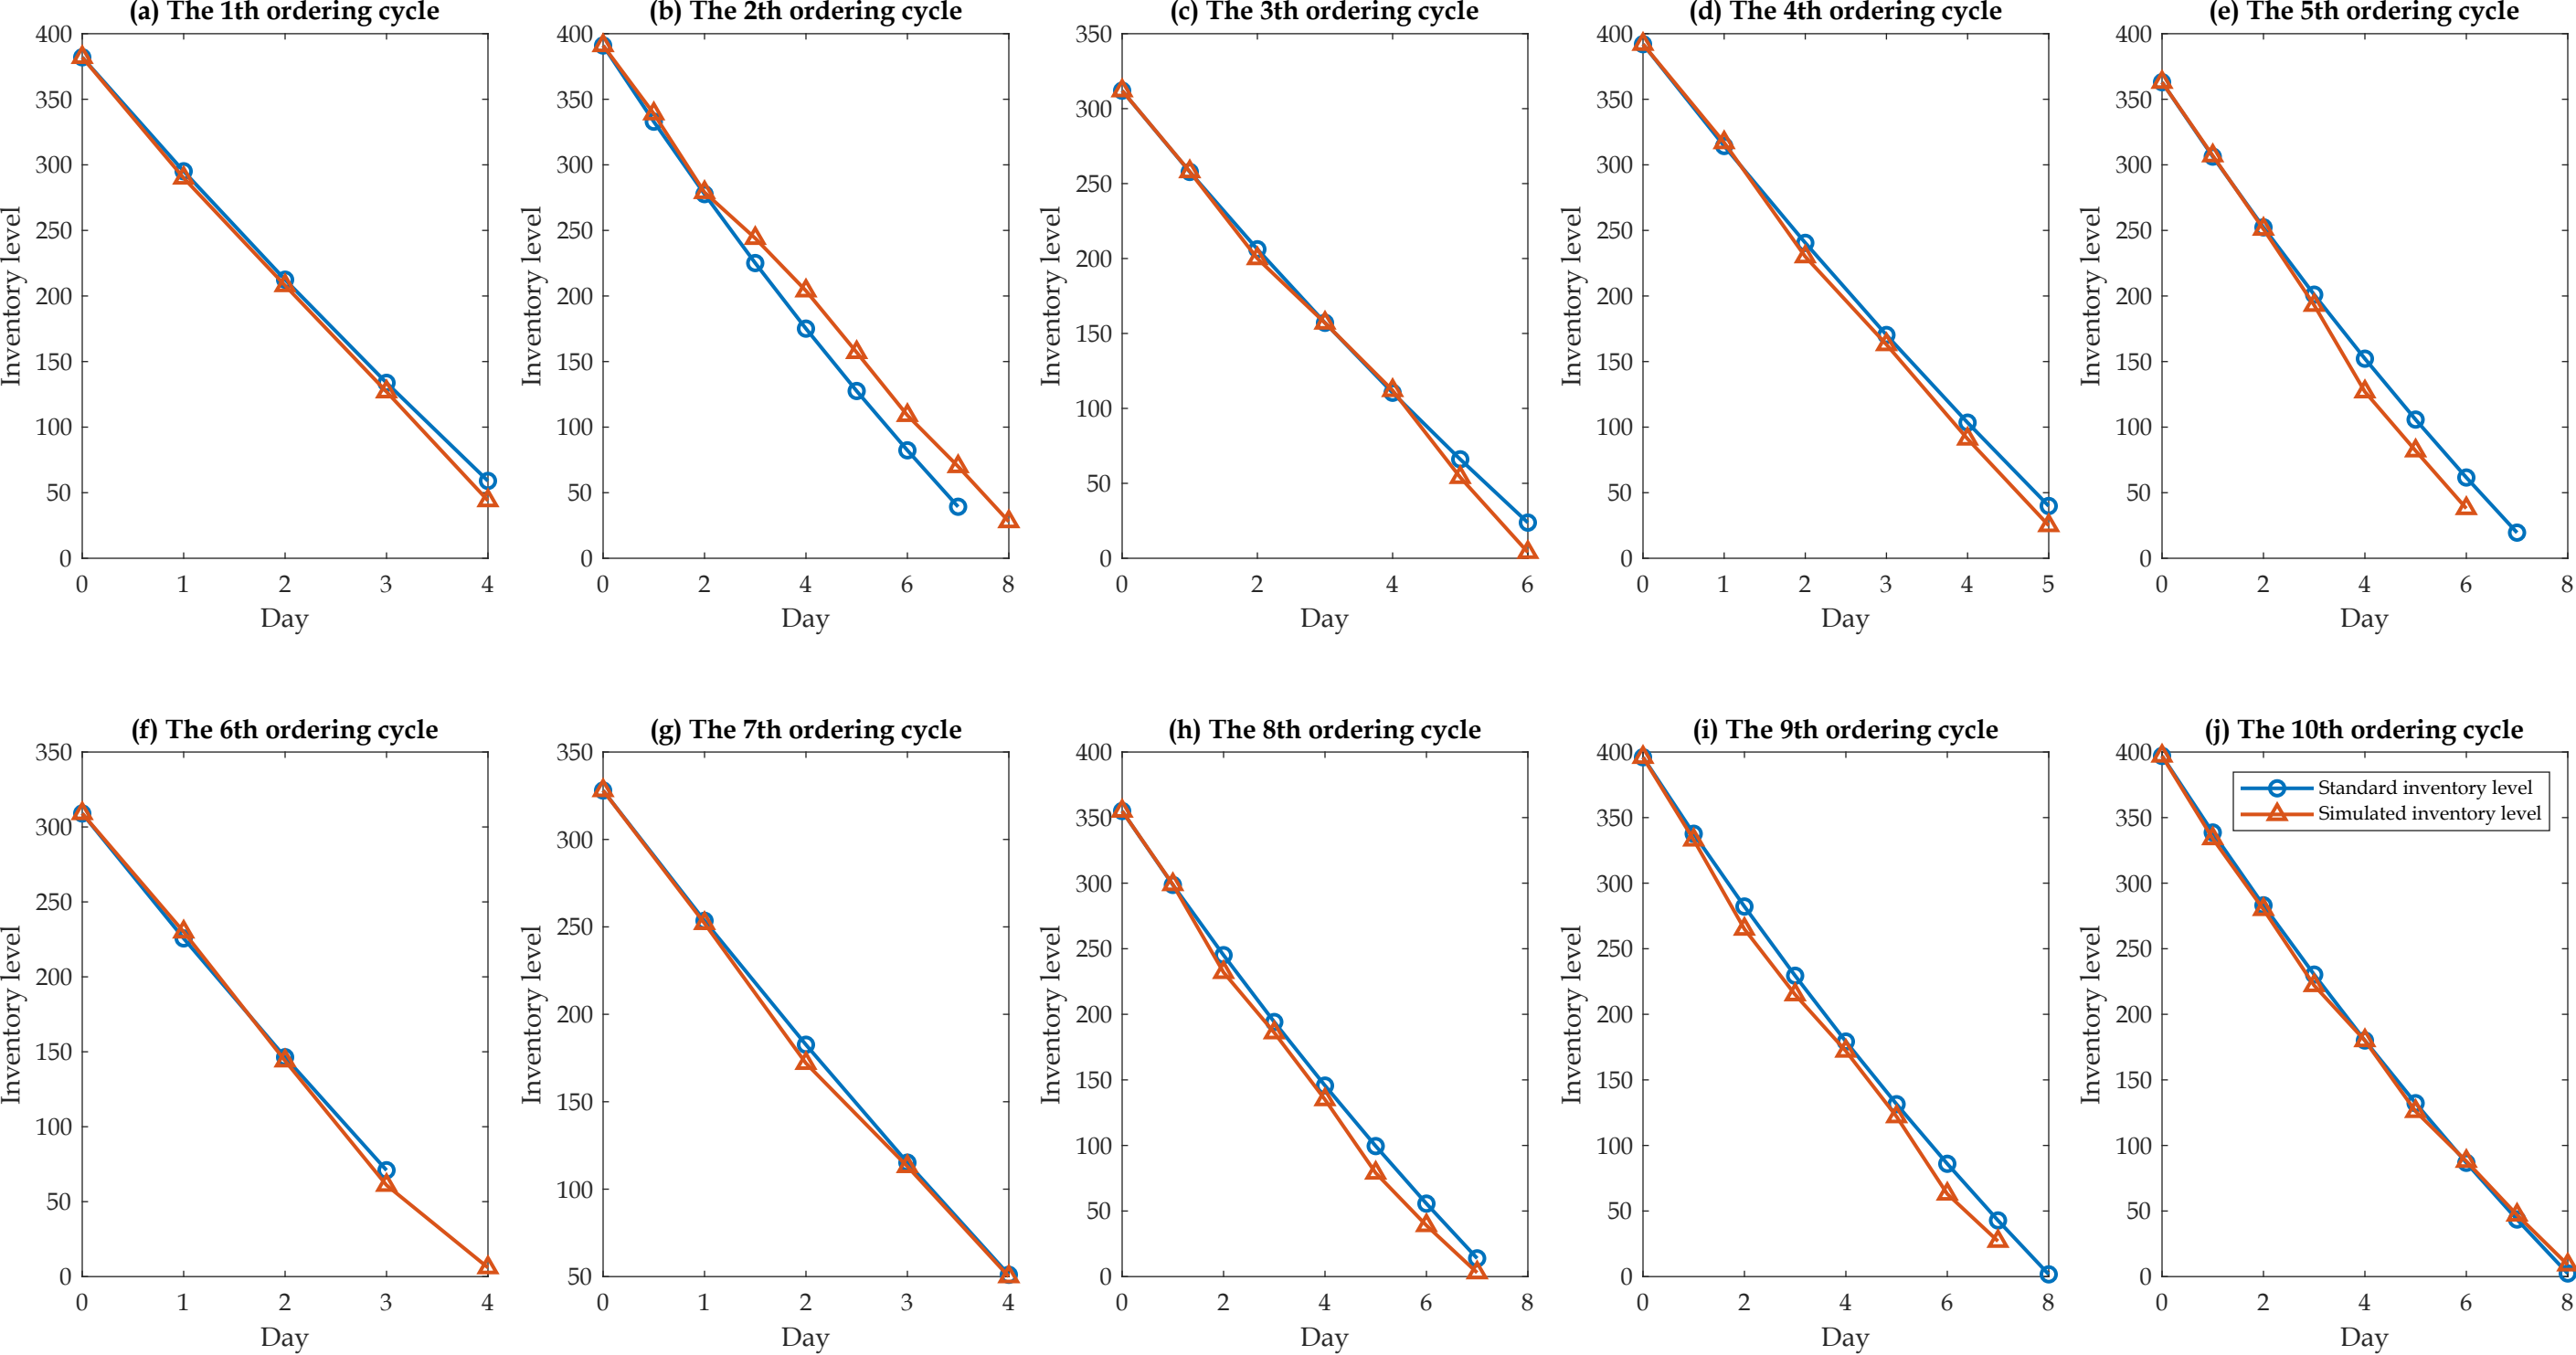 (a) The 1th ordering cycle
400
350
300
250
200
150
100
50
0
Inventory level
0 1 2 3 4
Day
(b) The 2th ordering cycle
400
350
300
250
200
150
100
50
0
Inventory level
0 2 4 6 8
Day
(c) The 3th ordering cycle
350
300
250
200
150
100
50
0
Inventory level
0 2 4 6
Day
(d) The 4th ordering cycle
400
350
300
250
200
150
100
50
0
Inventory level
0 1 2 3 4 5
Day
(e) The 5th ordering cycle
400
350
300
250
200
150
100
50
0
Inventory level
0 2 4 6 8
Day
(f) The 6th ordering cycle
350
300
250
200
150
100
50
0
Inventory level
0 1 2 3 4
Day
(g) The 7th ordering cycle
350
300
250
200
150
100
50
Inventory level
0 1 2 3 4
Day
(h) The 8th ordering cycle
400
350
300
250
200
150
100
50
0
Inventory level
0 2 4 6 8
Day
(i) The 9th ordering cycle
400
350
300
250
200
150
100
50
0
Inventory level
0 2 4 6 8
Day
(j) The 10th ordering cycle
Standard inventory level
Simulated inventory level
400
350
300
250
200
150
100
50
0
Inventory level
0 2 4 6 8
Day